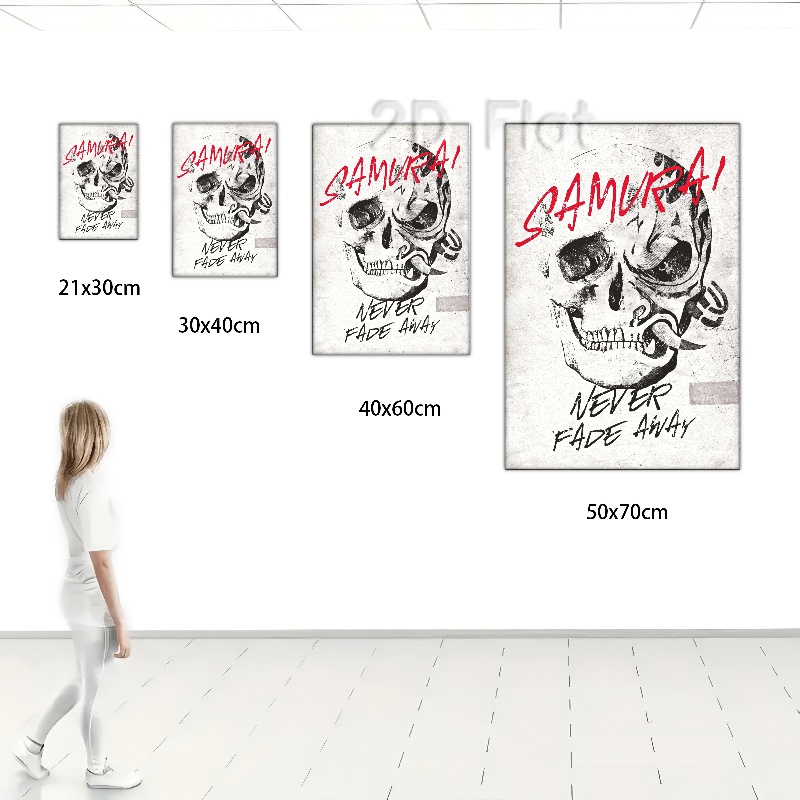 2D Flat
SAMURAI
NEVER
FADE AWAY
21x30cm
SAMURAI
NEVER
FADE AWAY
30x40cm
SAMURAI
NEVER
FADE AWAY
40x60cm
SAMURAI
NEVER
FADE AWAY
50x70cm